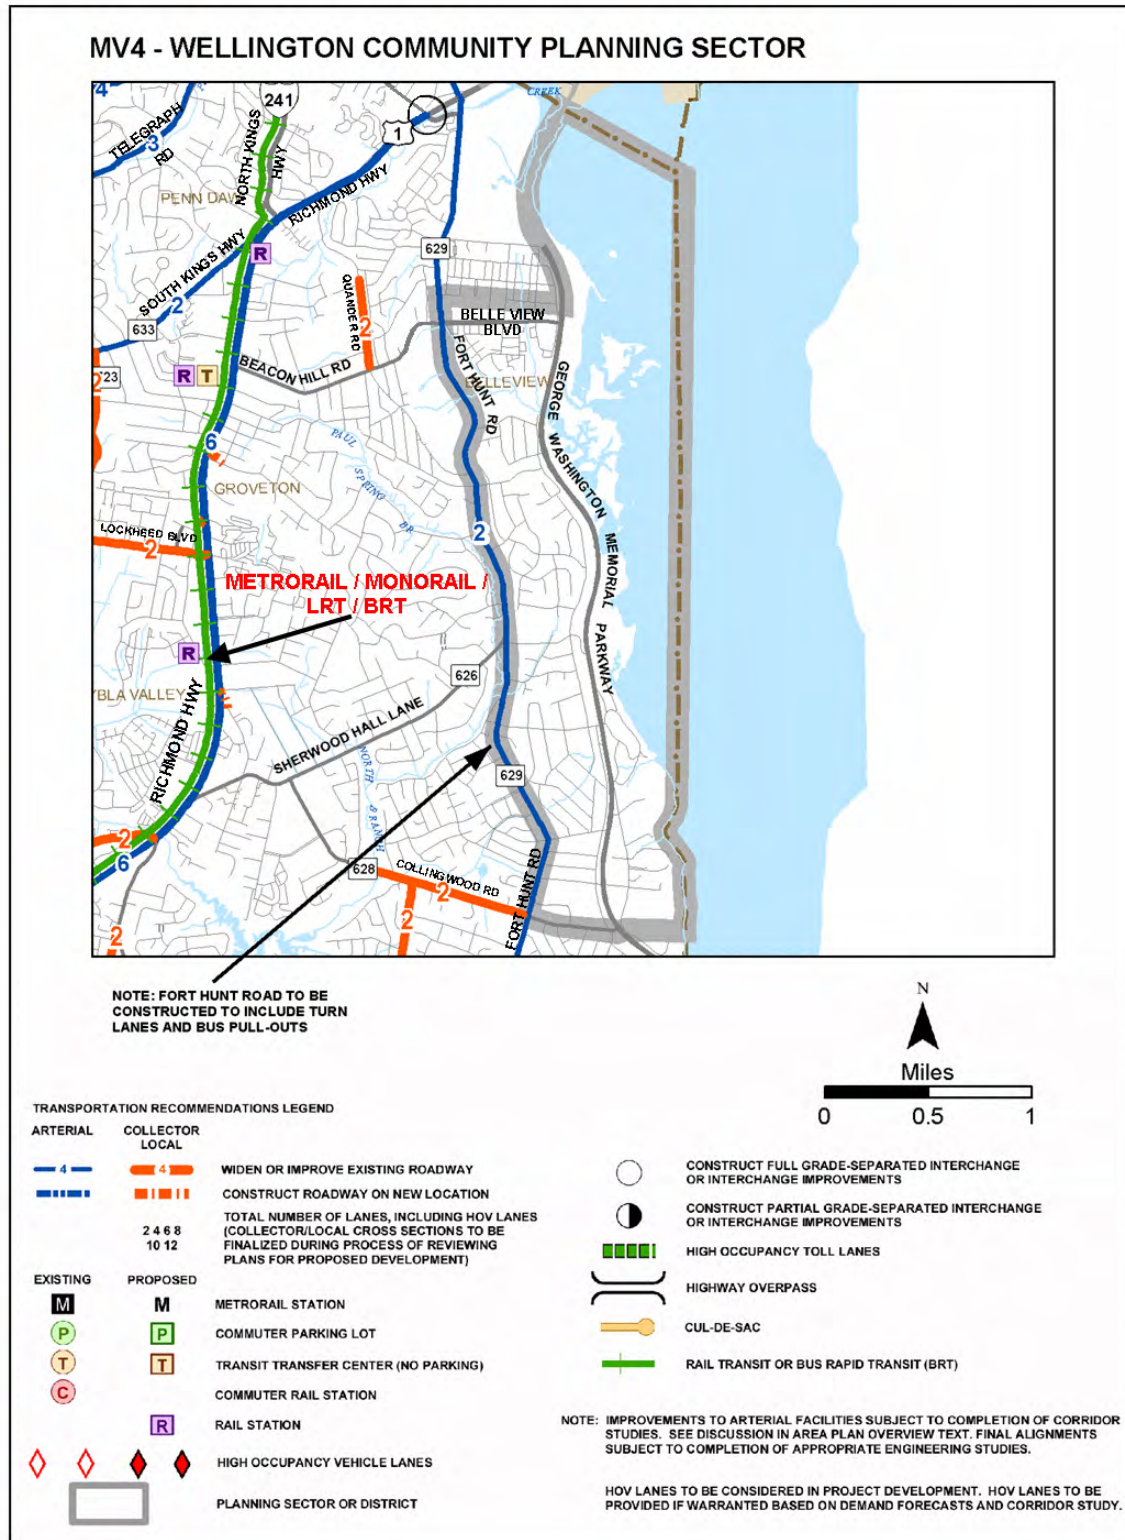 MV4 - WELLINGTON COMMUNITY PLANNING SECTOR
4
241
CREEK
TELEGRAPH RD
3
NORTH KINGS HWY
1
RICHMOND HWY
PENN DAW
SOUTH KINGS HWY
R
629
2
633
QUANDER RD
2
BELLE VIEW
BLVD
BEACON HILL RD
FORT HUNT RD
BELLEVIEW
GEORGE WASHINGTON MEMORIAL PARKWAY
R T
723
2
6
PAUL SPRING BR
GROVETON
LOCKHEED BLVD
2
2
METRORAIL / MONORAIL /
LRT / BRT
R
626
YBLA VALLEY
RICHMOND HWY
SHERWOOD HALL LANE
NORTH BRANCH
629
2
6
628
COLLINGWOOD RD
2
FORT HUNT RD
2
2
NOTE: FORT HUNT ROAD TO BE
CONSTRUCTED TO INCLUDE TURN
LANES AND BUS PULL-OUTS
N
Miles
0 0.5 1
TRANSPORTATION RECOMMENDATIONS LEGEND
ARTERIAL COLLECTOR
LOCAL
4 4 WIDEN OR IMPROVE EXISTING ROADWAY
CONSTRUCT ROADWAY ON NEW LOCATION
2 4 6 8
10 12
TOTAL NUMBER OF LANES, INCLUDING HOV LANES
(COLLECTOR/LOCAL CROSS SECTIONS TO BE
FINALIZED DURING PROCESS OF REVIEWING
PLANS FOR PROPOSED DEVELOPMENT)
EXISTING PROPOSED
M M METRORAIL STATION
P P COMMUTER PARKING LOT
T T TRANSIT TRANSFER CENTER (NO PARKING)
C COMMUTER RAIL STATION
R RAIL STATION
HIGH OCCUPANCY VEHICLE LANES
PLANNING SECTOR OR DISTRICT
CONSTRUCT FULL GRADE-SEPARATED INTERCHANGE
OR INTERCHANGE IMPROVEMENTS
CONSTRUCT PARTIAL GRADE-SEPARATED INTERCHANGE
OR INTERCHANGE IMPROVEMENTS
HIGH OCCUPANCY TOLL LANES
HIGHWAY OVERPASS
CUL-DE-SAC
RAIL TRANSIT OR BUS RAPID TRANSIT (BRT)
NOTE: IMPROVEMENTS TO ARTERIAL FACILITIES SUBJECT TO COMPLETION OF CORRIDOR
STUDIES. SEE DISCUSSION IN AREA PLAN OVERVIEW TEXT. FINAL ALIGNMENTS
SUBJECT TO COMPLETION OF APPROPRIATE ENGINEERING STUDIES.
HOV LANES TO BE CONSIDERED IN PROJECT DEVELOPMENT. HOV LANES TO BE
PROVIDED IF WARRANTED BASED ON DEMAND FORECASTS AND CORRIDOR STUDY.